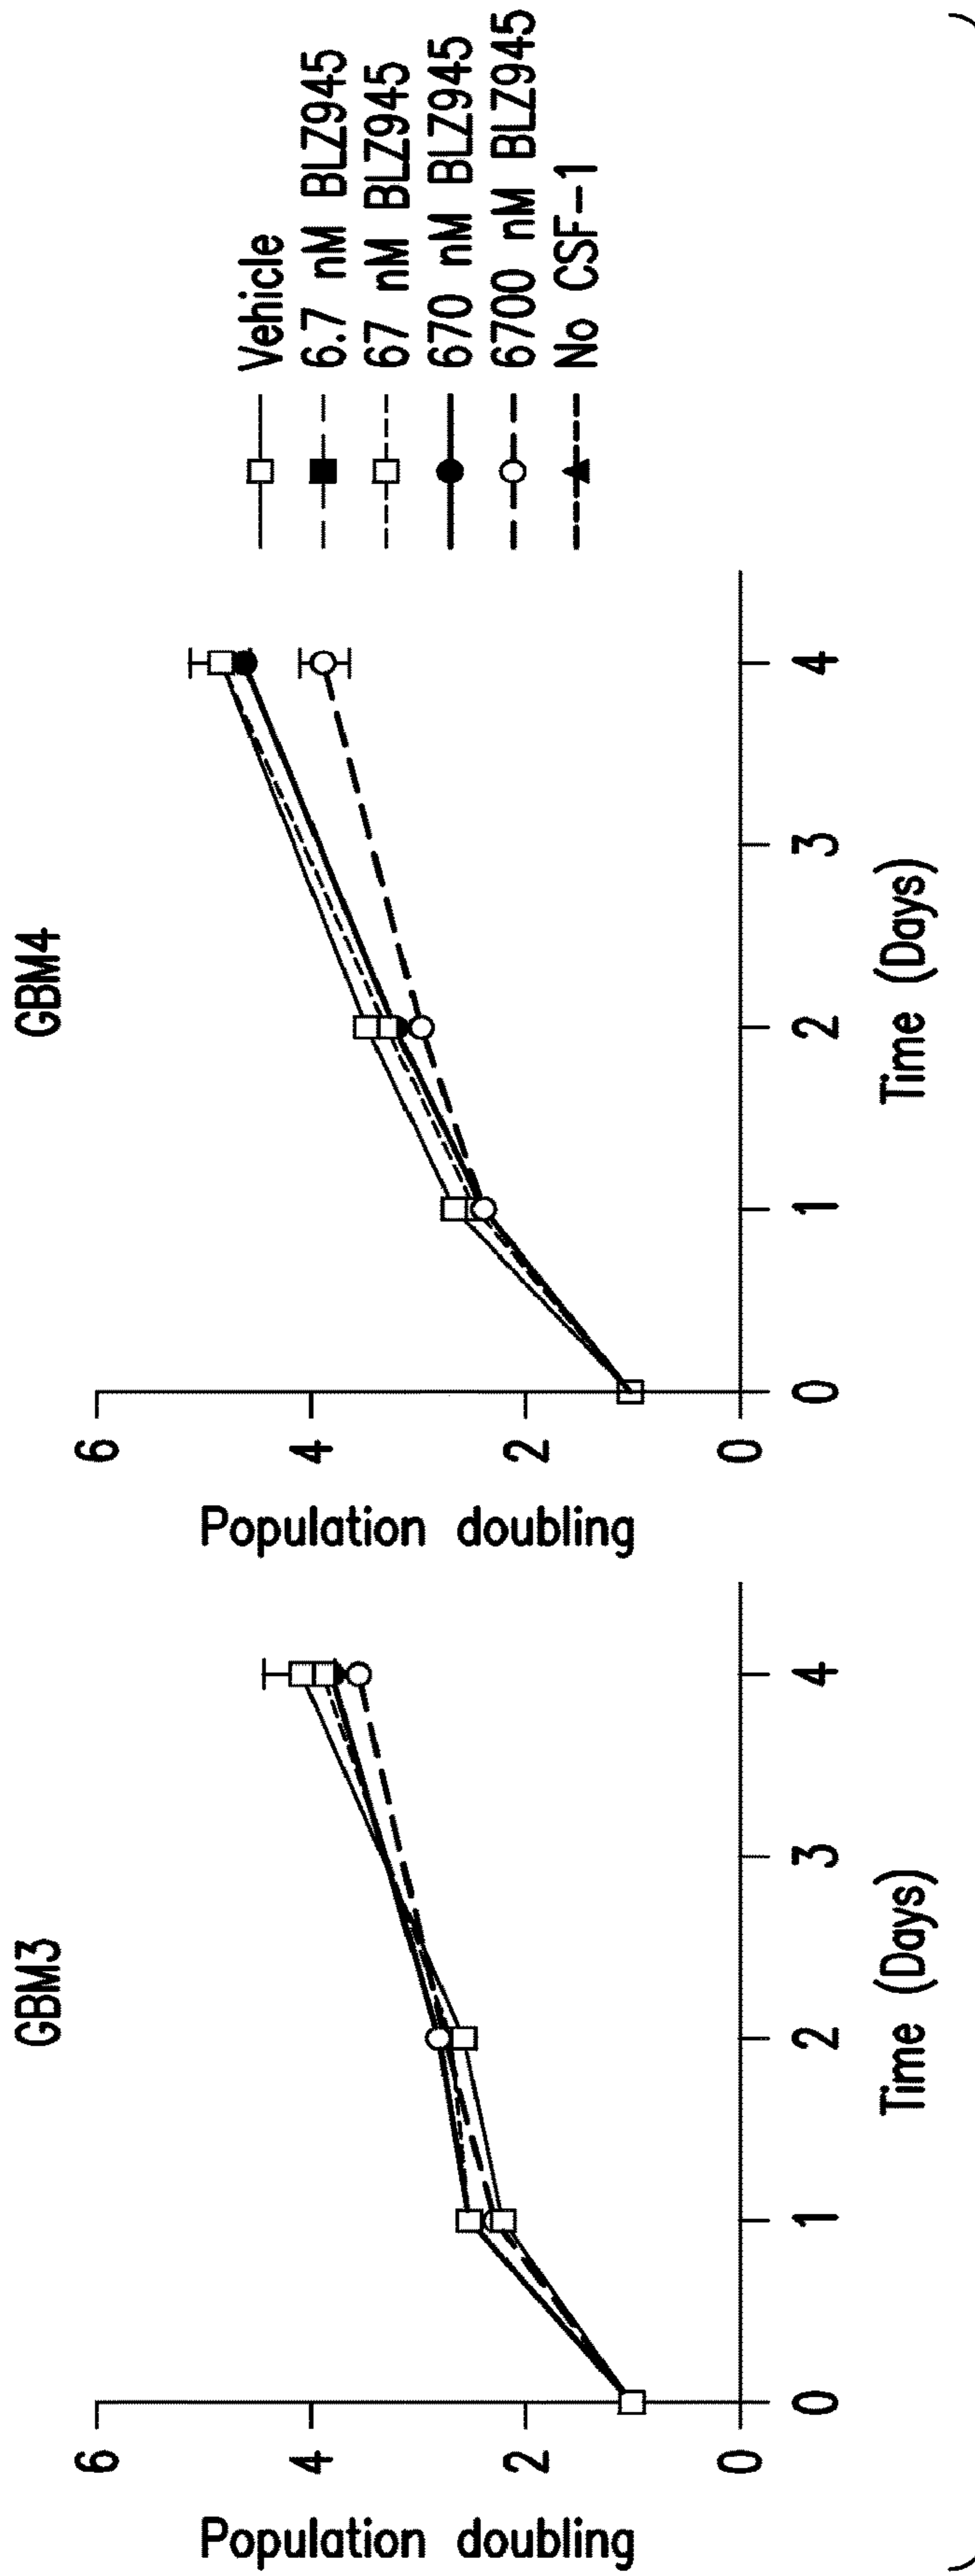 GBM3
Population doubling
6
4
2
0
0 1 2 3 4
Time (Days)
GBM4
Population doubling
6
4
2
0
0 1 2 3 4
Time (Days)
Vehicle
6.7 nM BLZ945
67 nM BLZ945
670 nM BLZ945
6700 nM BLZ945
No CSF-1